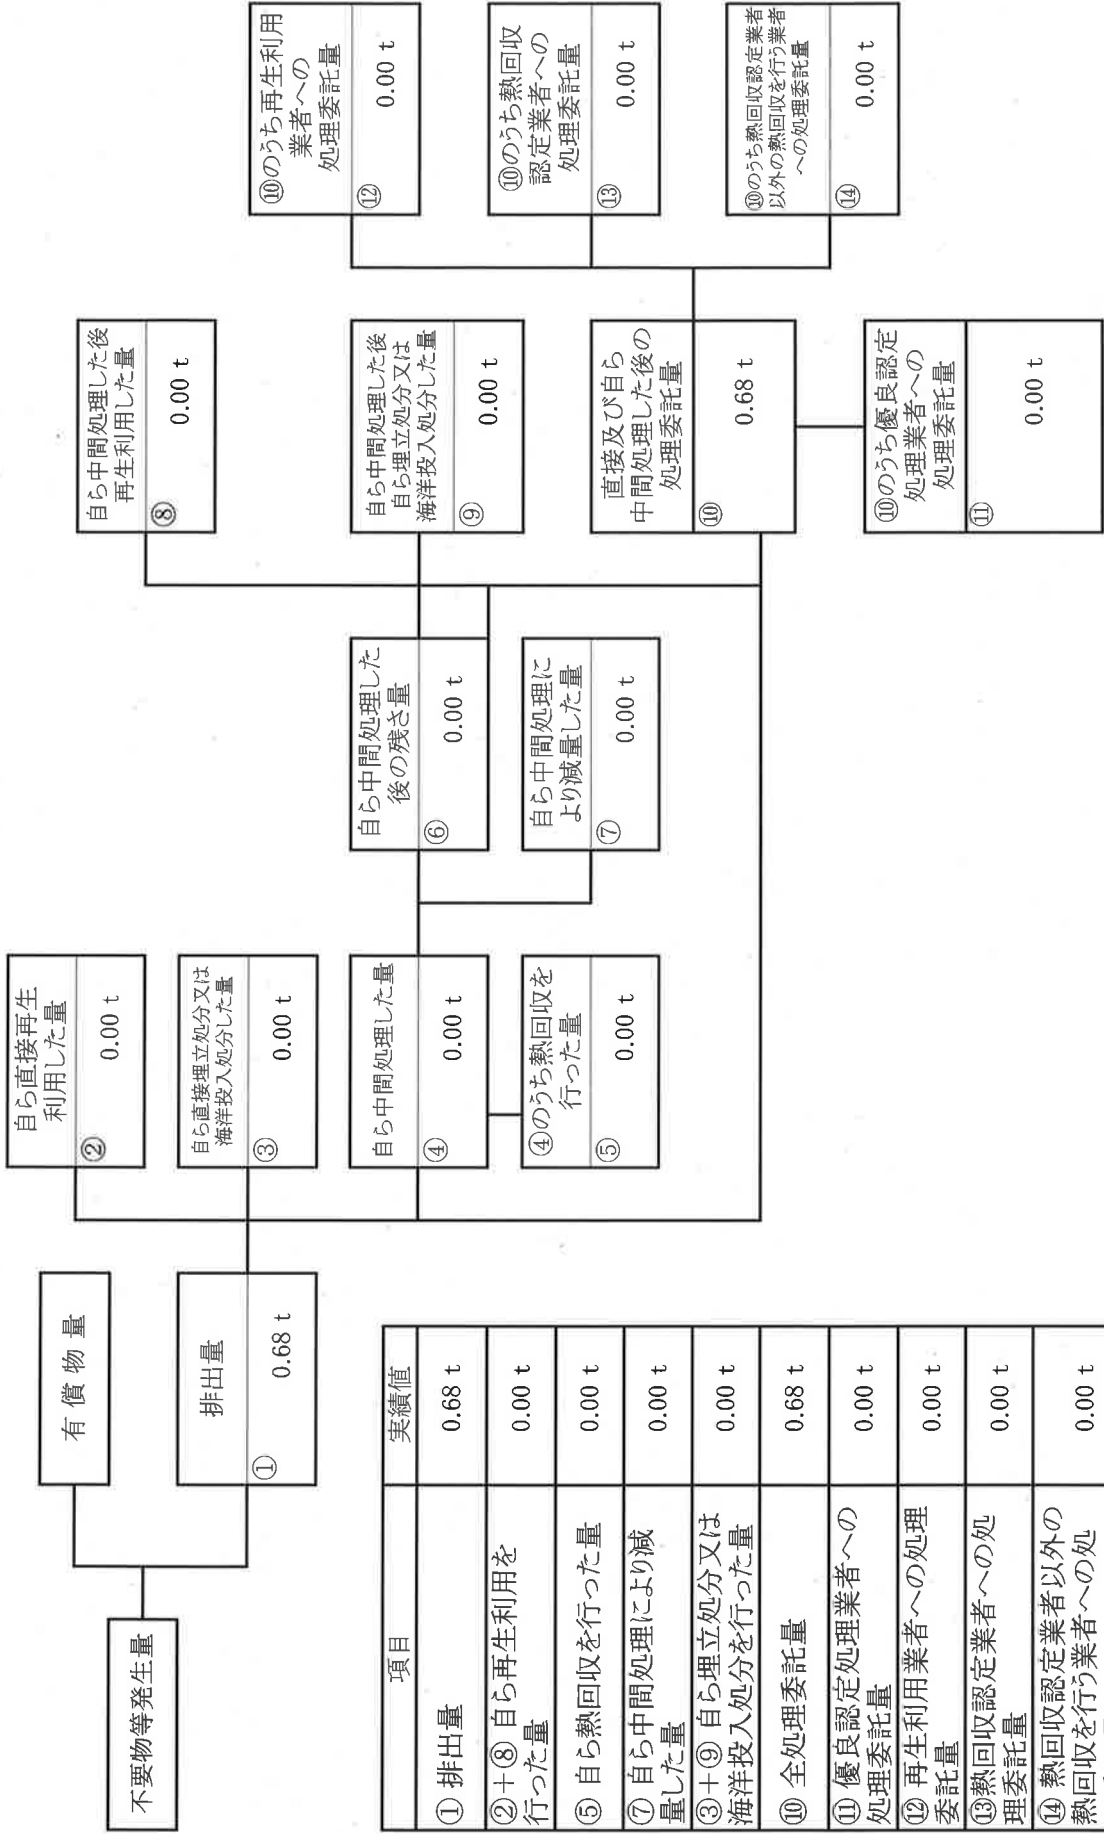 不要物等発生量
有償物量
排出量
①
0.68 t
自ら直接再生
利用した量
②
0.00 t
自ら直接埋立処分又は
海洋投入処分した量
③
0.00 t
自ら中間処理した量
④
0.00 t
④のうち熱回収を
行った量
⑤
0.00 t
自ら中間処理した
後の残さ量
⑥
0.00 t
自ら中間処理に
より減量した量
⑦
0.00 t
自ら中間処理した後
再生利用した量
⑧
0.00 t
自ら中間処理した後
自ら埋立処分又は
海洋投入処分した量
⑨
0.00 t
直接及び自ら
中間処理した後の
処理委託量
⑩
0.68 t
⑩のうち優良認定
処理業者への
処理委託量
⑪
0.00 t
⑩のうち再生利用
業者への
処理委託量
⑫
0.00 t
⑩のうち熱回収
認定業者への
処理委託量
⑬
0.00 t
⑩のうち熱回収認定業者
以外の熱回収を行う業者
への処理委託量
⑭
0.00 t
項目 実績値
① 排出量 0.68 t
②+⑧ 自ら再生利用を
行った量 0.00 t
⑤ 自ら熱回収を行った量 0.00 t
⑦ 自ら中間処理により減
量した量 0.00 t
③+⑨ 自ら埋立処分又は
海洋投入処分を行った量 0.00 t
⑩ 全処理委託量 0.68 t
⑪ 優良認定処理業者への
処理委託量 0.00 t
⑫ 再生利用業者への処理
委託量 0.00 t
⑬熱回収認定業者への処
理委託量 0.00 t
⑭ 熱回収認定業者以外の
熱回収を行う業者への処 0.00 t